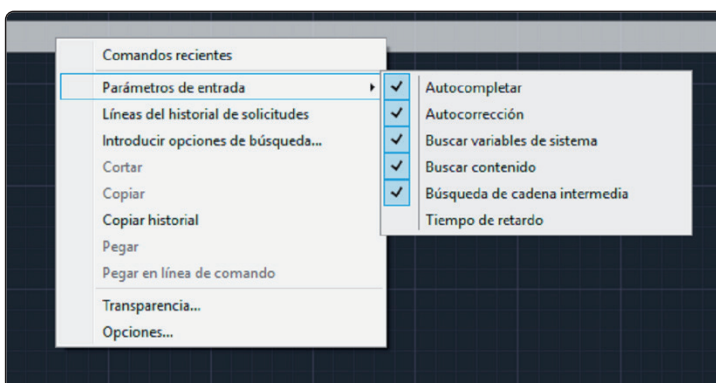 Comandos recientes
Parámetros de entrada
Líneas del historial de solicitudes
Introducir opciones de búsqueda...
Cortar
Copiar
Copiar historial
Pegar
Pegar en línea de comando
Transparencia...
Opciones...
Autocompletar
Autocorrección
Buscar variables de sistema
Buscar contenido
Búsqueda de cadena intermedia
Tiempo de retardo